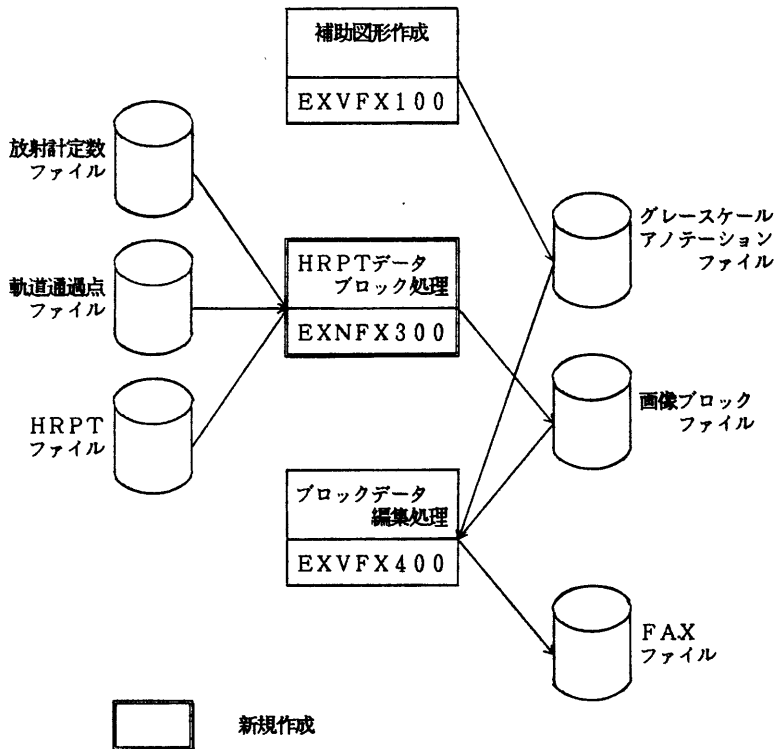 補助図形作成
EXVFX100
放射計定数
ファイル
グレースケール
アノテーション
ファイル
HRPTデータ
ブロック処理
EXNFX300
軌道通過点
ファイル
画像ブロック
ファイル
HRPT
ファイル
ブロックデータ
編集処理
EXVFX400
FAX
ファイル
新規作成